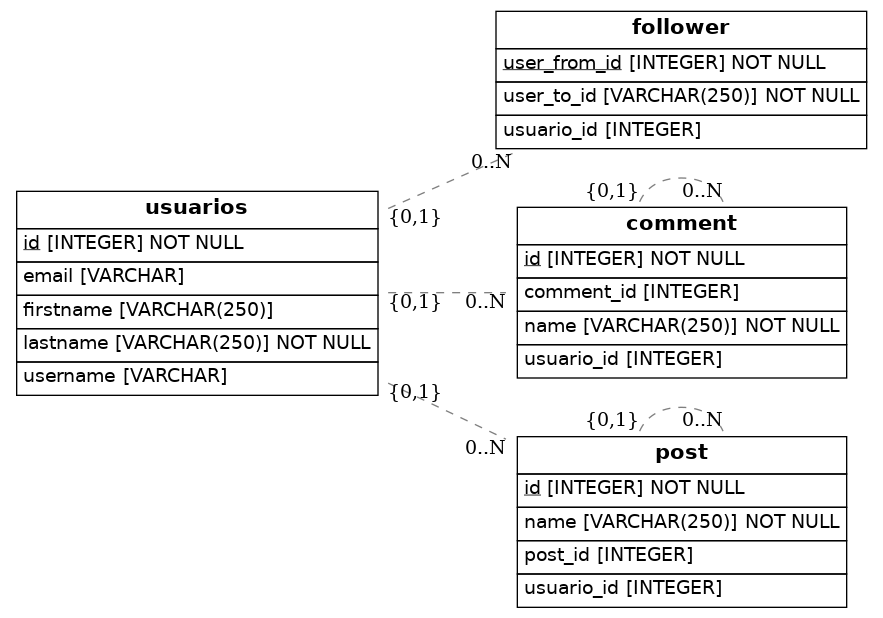 follower
user_from_id [INTEGER] NOT NULL
user_to_id [VARCHAR(250)] NOT NULL
usuario_id [INTEGER]
0..N
{0,1}
usuarios
id [INTEGER] NOT NULL
email [VARCHAR]
firstname [VARCHAR(250)]
lastname [VARCHAR(250)] NOT NULL
username [VARCHAR]
{0,1}
0..N
{0,1}
0..N
comment
id [INTEGER] NOT NULL
comment_id [INTEGER]
name [VARCHAR(250)] NOT NULL
usuario_id [INTEGER]
{0,1}
0..N
{0,1}
0..N
post
id [INTEGER] NOT NULL
name [VARCHAR(250)] NOT NULL
post_id [INTEGER]
usuario_id [INTEGER]